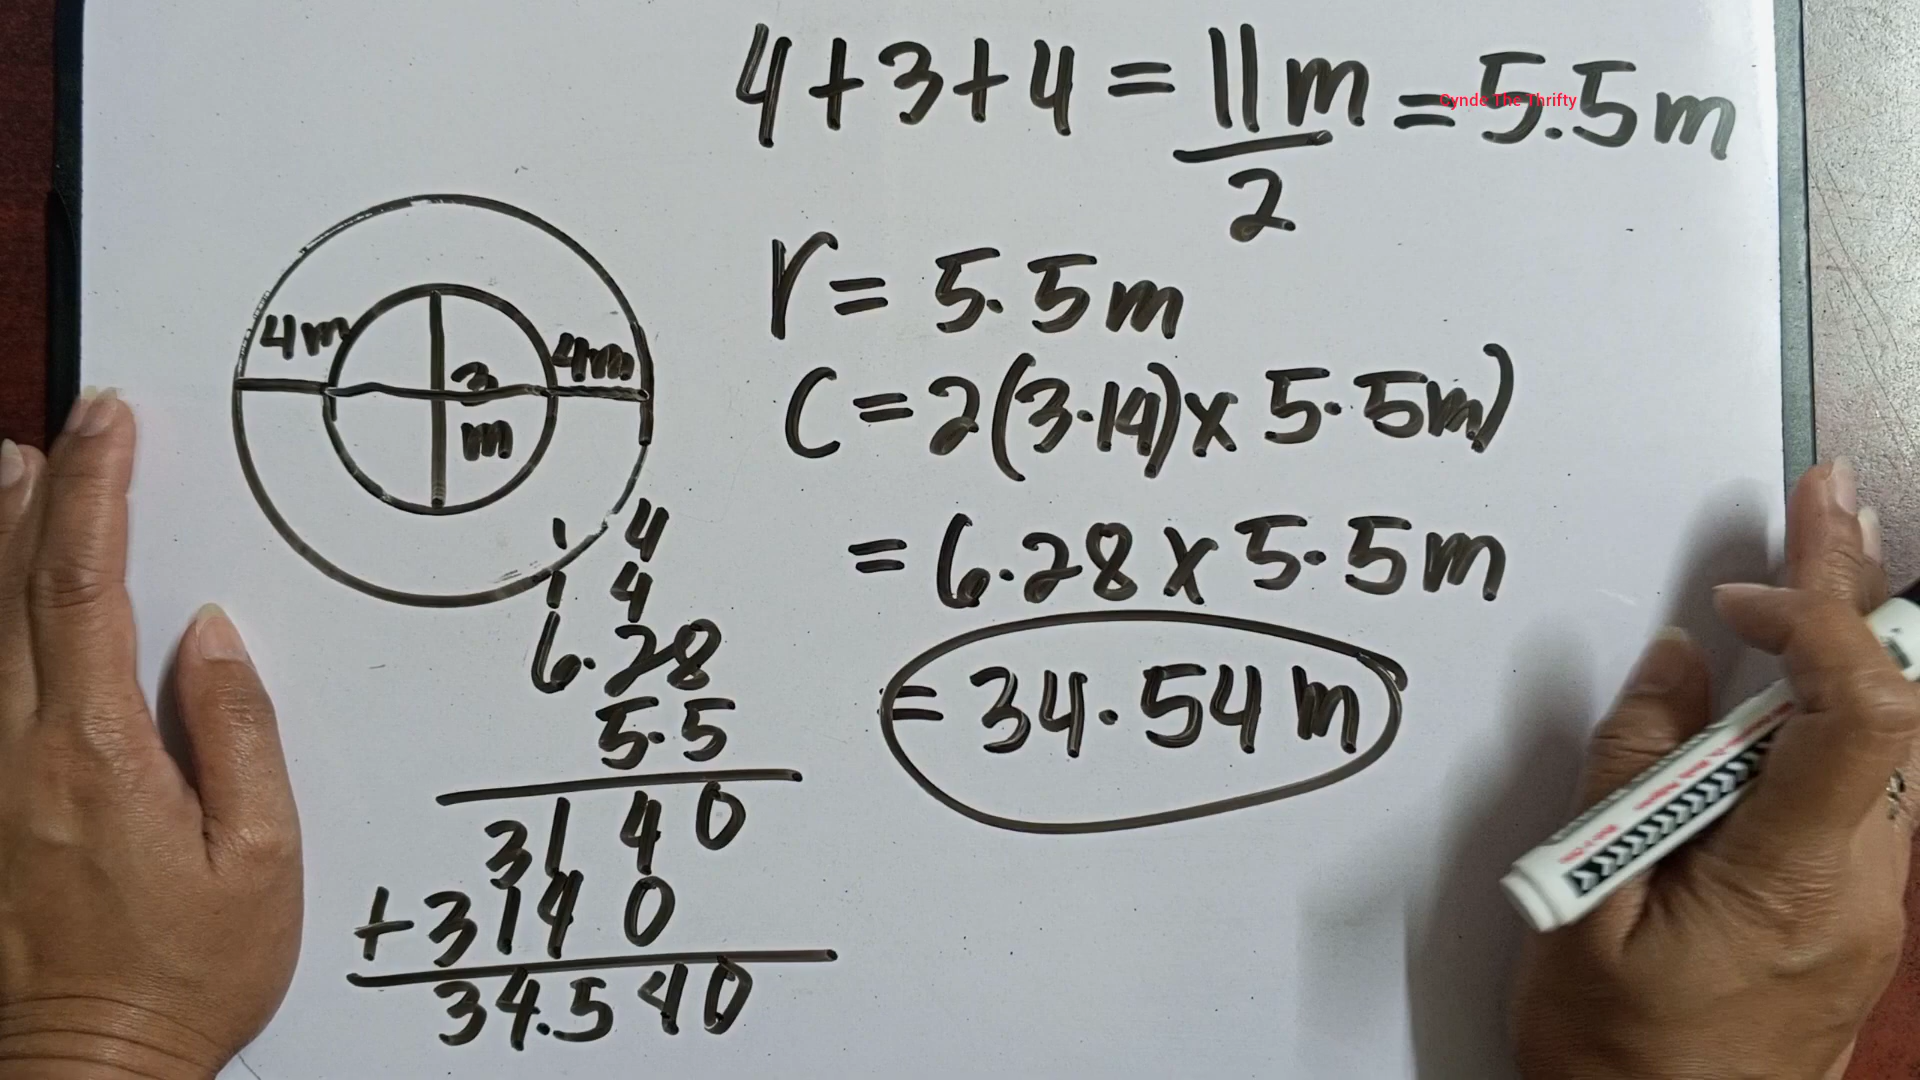 4+3+4 = 11m/2 = 5.5m
Cynde The Thrifty
r = 5.5m
C = 2(3.14)x 5.5m)
= 6.28 x 5.5m
= 34.54 m
4m
4m
3
m
1 4
1 4
6.28
5.5
3140
+3140
34.540